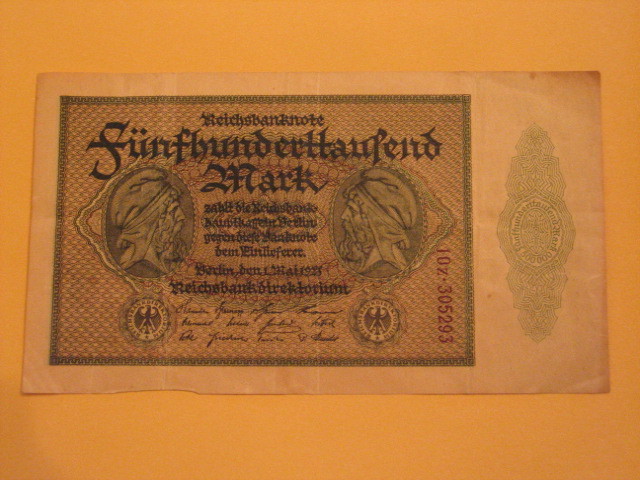 Reichsbanknote
Fünfhunderttausend
Mark
zahlt die Reichsbank-
hauptkasse in Berlin
gegen diese Banknote
dem Einlieferer.
Berlin, den 1. Mai 1923
Reichsbankdirektorium
10Z·305293